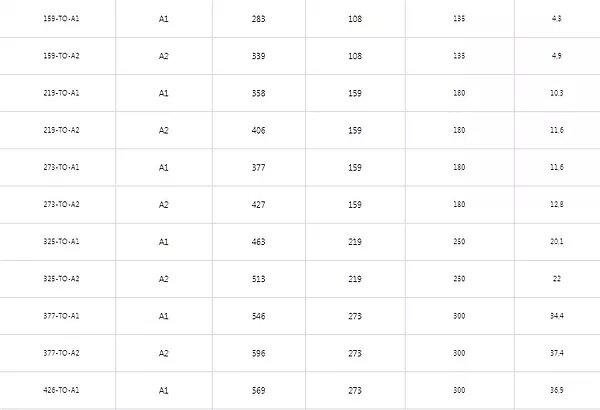 159-TO-A1 A1 283 108 135 4,3
159-TO-A2 A2 339 108 135 4,9
219-TO-A1 A1 358 159 180 10,3
219-TO-A2 A2 406 159 180 11,6
273-TO-A1 A1 377 159 180 11,6
273-TO-A2 A2 427 159 180 12,8
325-TO-A1 A1 463 219 250 20,1
325-TO-A2 A2 513 219 250 22
377-TO-A1 A1 546 273 300 34,4
377-TO-A2 A2 596 273 300 37,4
426-TO-A1 A1 569 273 300 36,9